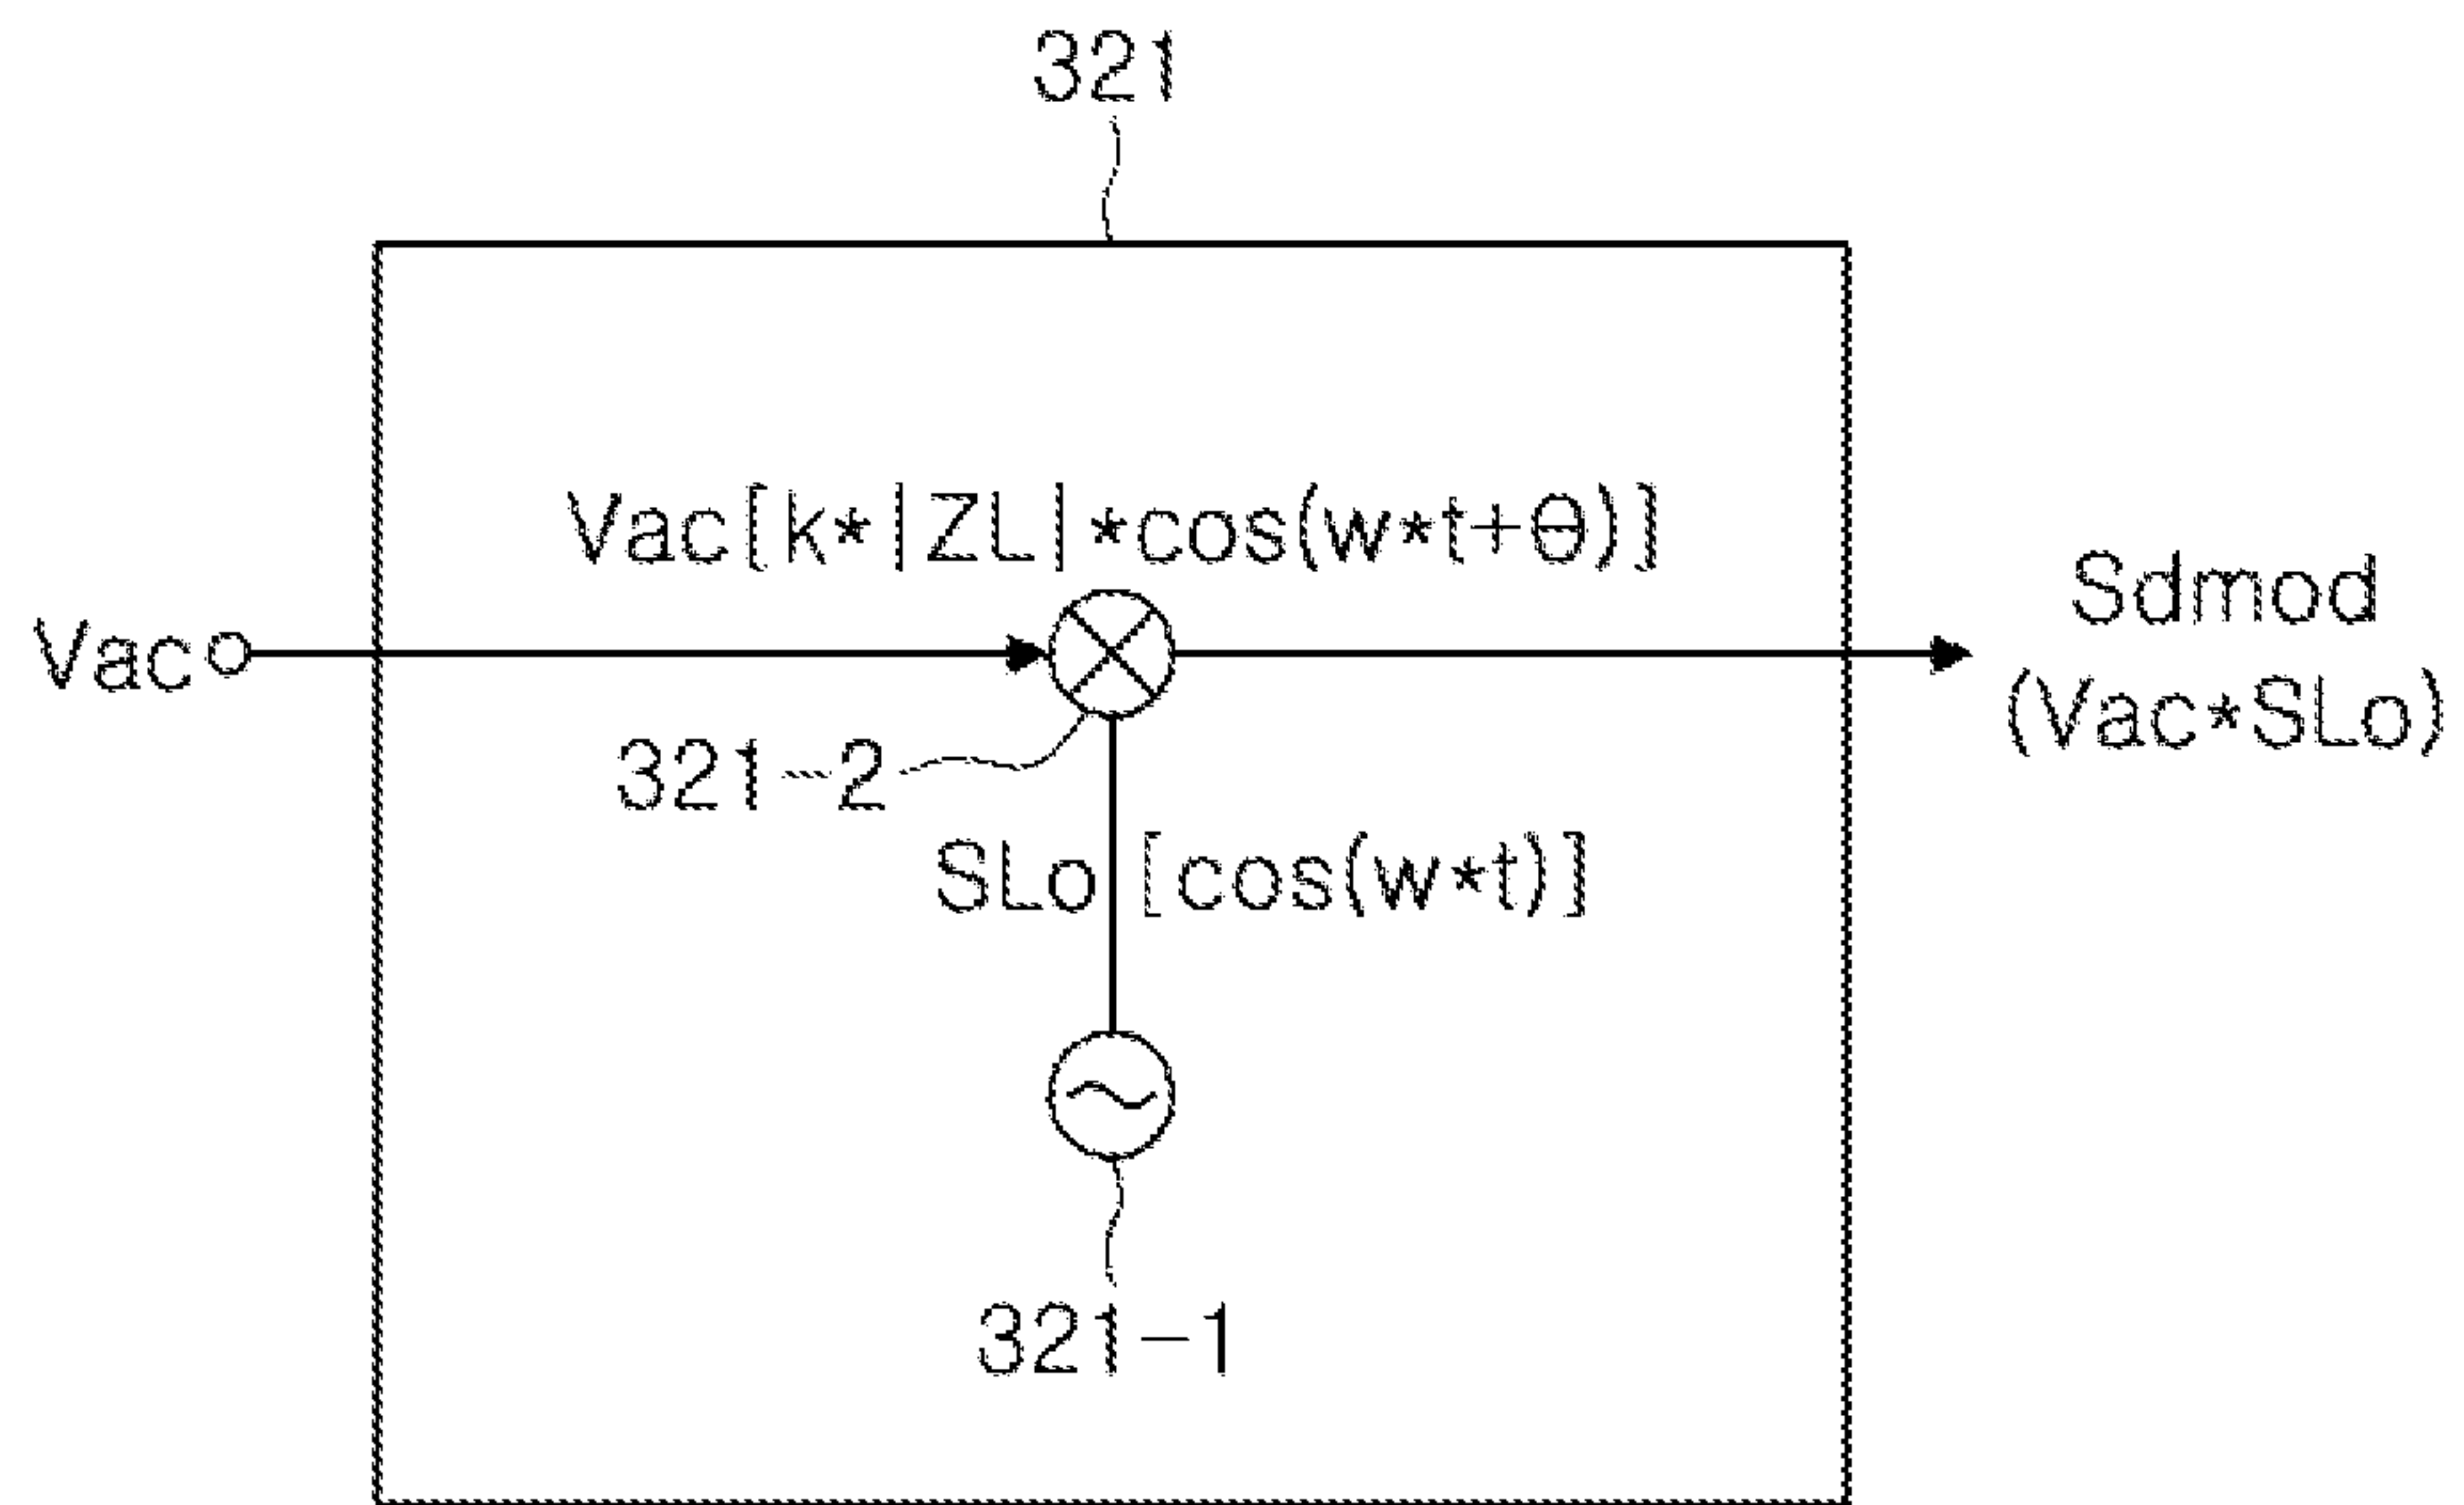 321
Vac[k*|ZL|*cos(w*t+θ)]
Vac
Sdmod
(Vac*SLo)
321-2
SLo [cos(w*t)]
321-1